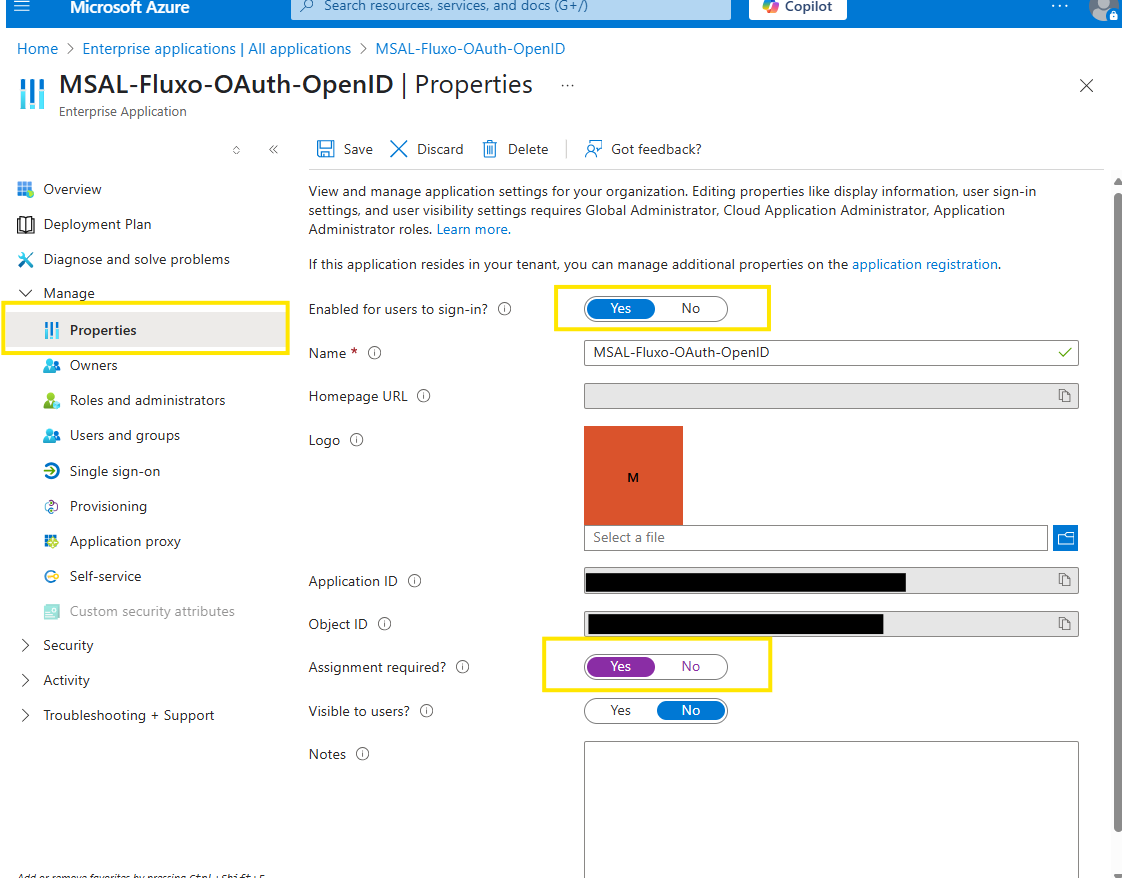 Microsoft Azure
Search resources, services, and docs (G+/)
Copilot
Home > Enterprise applications | All applications > MSAL-Fluxo-OAuth-OpenID
MSAL-Fluxo-OAuth-OpenID | Properties
Enterprise Application
Save
Discard
Delete
Got feedback?
Overview
Deployment Plan
Diagnose and solve problems
Manage
Properties
Owners
Roles and administrators
Users and groups
Single sign-on
Provisioning
Application proxy
Self-service
Custom security attributes
Security
Activity
Troubleshooting + Support
View and manage application settings for your organization. Editing properties like display information, user sign-in
settings, and user visibility settings requires Global Administrator, Cloud Application Administrator, Application
Administrator roles. Learn more.
If this application resides in your tenant, you can manage additional properties on the application registration.
Enabled for users to sign-in? Yes No
Name * MSAL-Fluxo-OAuth-OpenID
Homepage URL
Logo
M
Select a file
Application ID
Object ID
Assignment required? Yes No
Visible to users? Yes No
Notes
Add or remove favorites by pressing Ctrl+Shift+F